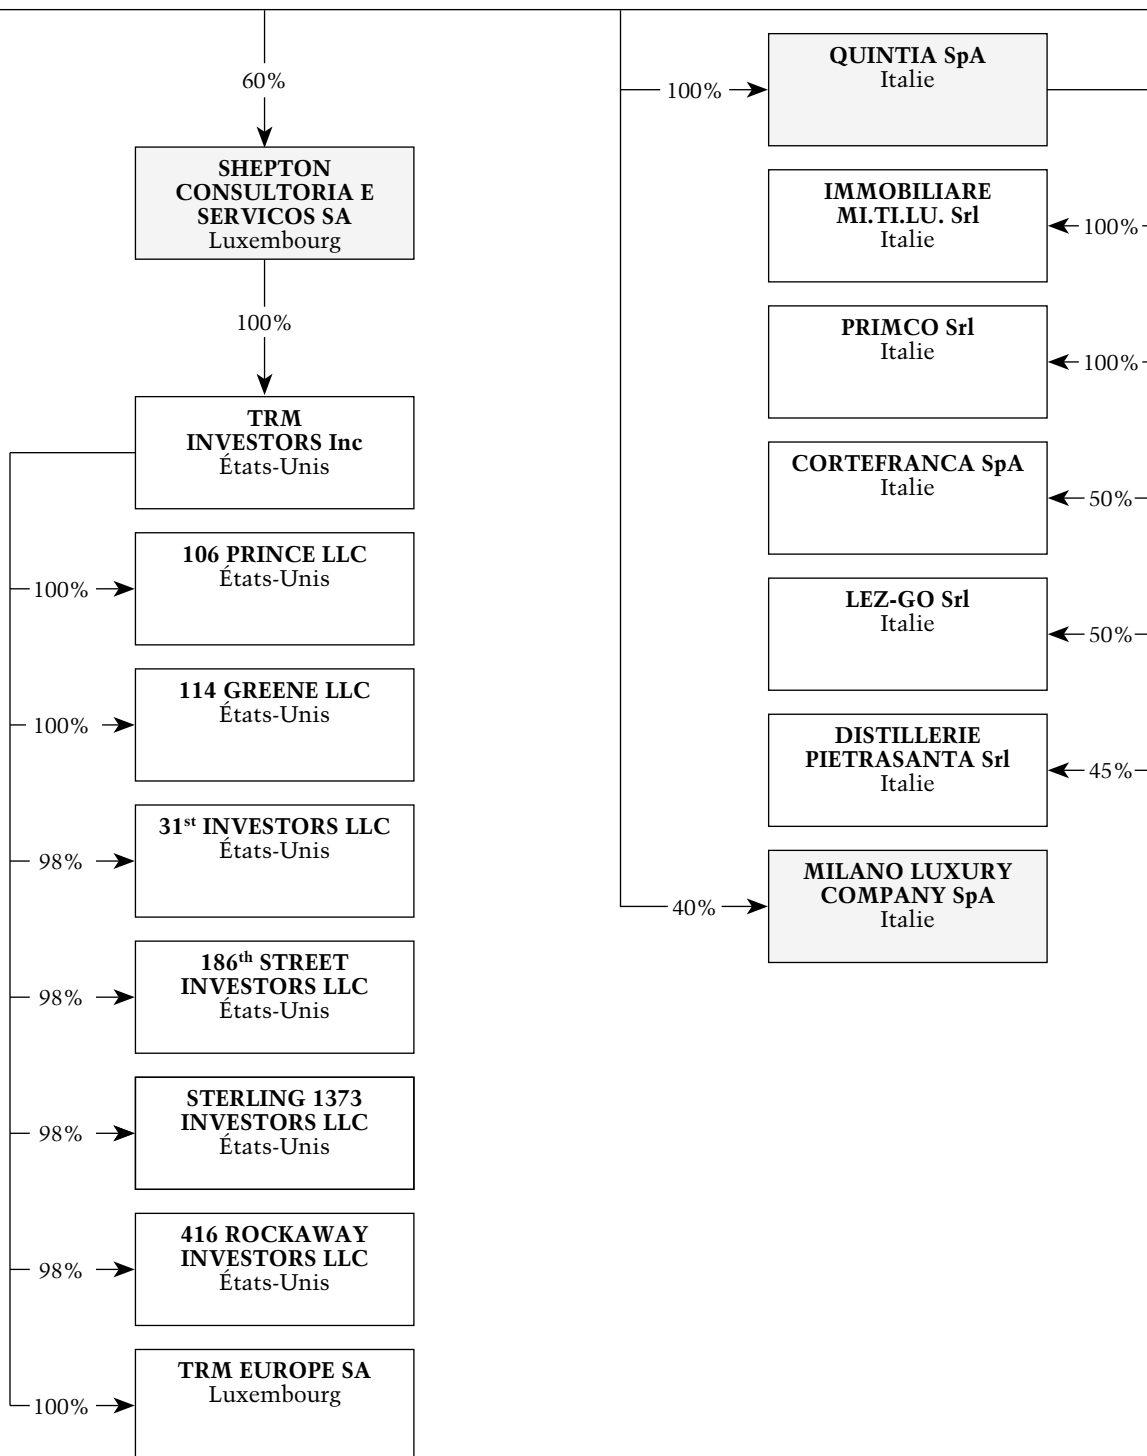 60%
SHEPTON
CONSULTORIA E
SERVICOS SA
Luxembourg
100%
TRM
INVESTORS Inc
États-Unis
100%
106 PRINCE LLC
États-Unis
100%
114 GREENE LLC
États-Unis
98%
31st INVESTORS LLC
États-Unis
98%
186th STREET
INVESTORS LLC
États-Unis
98%
STERLING 1373
INVESTORS LLC
États-Unis
98%
416 ROCKAWAY
INVESTORS LLC
États-Unis
100%
TRM EUROPE SA
Luxembourg
100%
QUINTIA SpA
Italie
IMMOBILIARE
MI.TI.LU. Srl
Italie
100%
PRIMCO Srl
Italie
100%
CORTEFRANCA SpA
Italie
50%
LEZ-GO Srl
Italie
50%
DISTILLERIE
PIETRASANTA Srl
Italie
45%
40%
MILANO LUXURY
COMPANY SpA
Italie